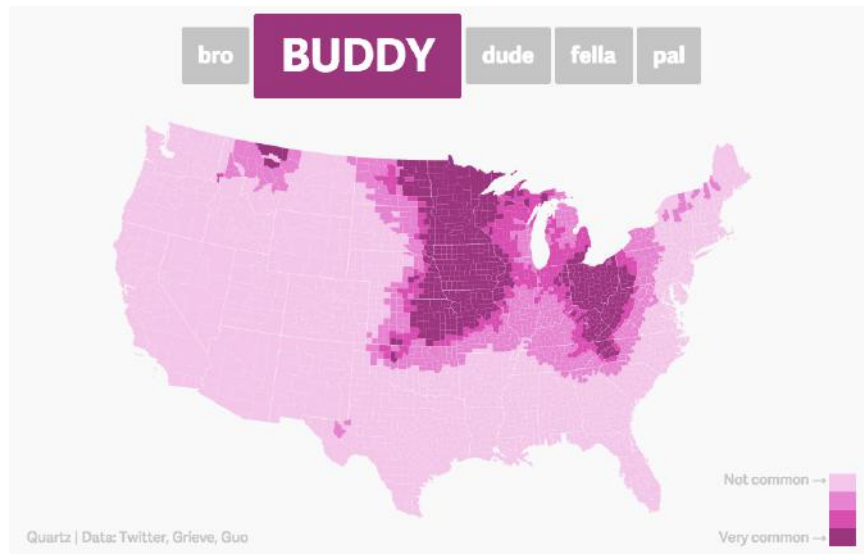 bro BUDDY dude fella pal
Not common →
Very common →
Quartz | Data: Twitter, Grieve, Guo